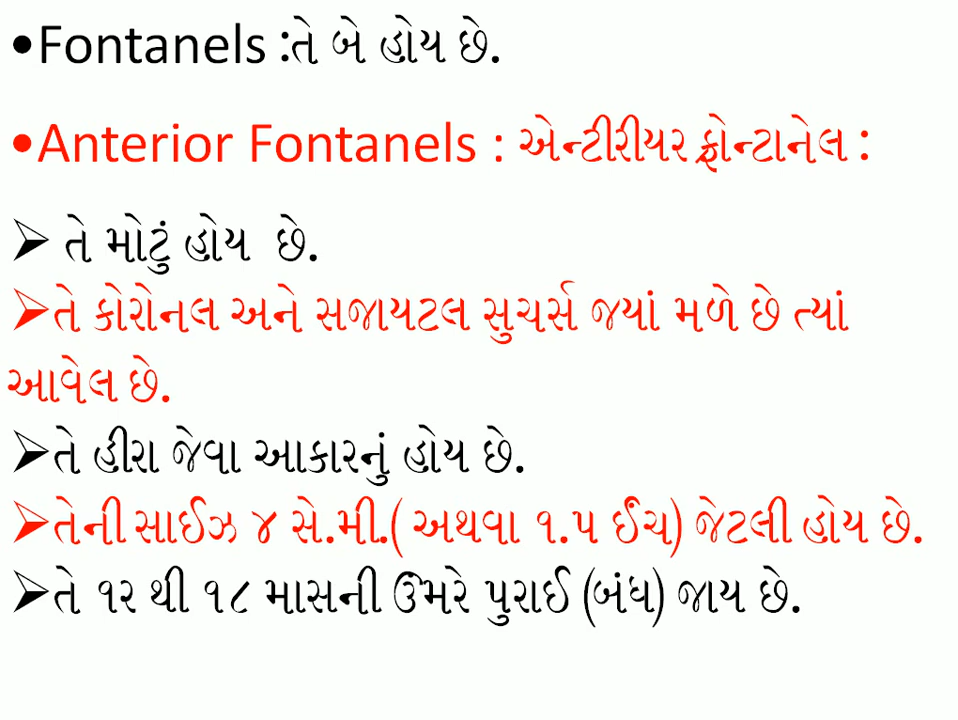 •Fontanels :તે બે હોય છે.
•Anterior Fontanels : એન્ટીરીયર ફ્રોન્ટાનેલ :
➢ તે મોટું હોય છે.
➢તે કોરોનલ અને સજાયટલ સુચર્સ જયાં મળે છે ત્યાં
આવેલ છે.
➢તે હીરા જેવા આકારનું હોય છે.
➢તેની સાઈઝ ૪ સે.મી.( અથવા ૧.૫ ઈંચ) જેટલી હોય છે.
➢તે ૧ર થી ૧૮ માસની ઉંમરે પુરાઈ (બંધ) જાય છે.